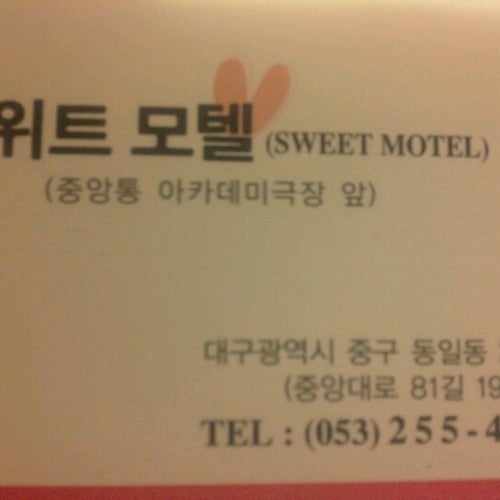 위트 모텔 (SWEET MOTEL)
(중앙통 아카데미극장 앞)
대구광역시 중구 동일동
(중앙대로 81길 19
TEL : (053) 255-4